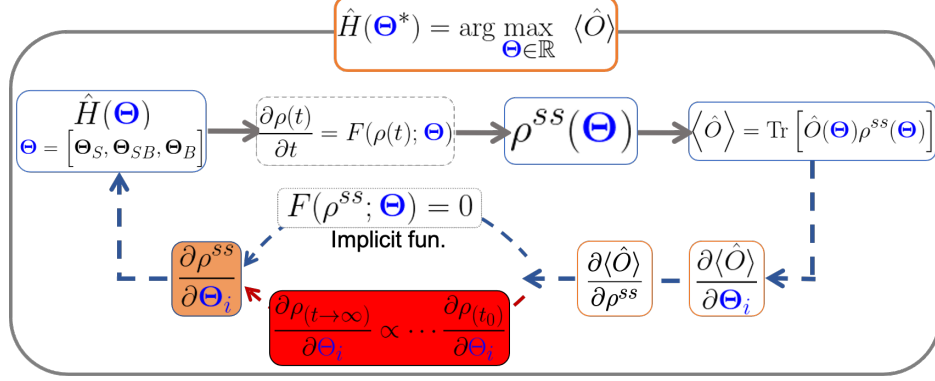 Ĥ(Θ*) = arg max_{Θ∈ℝ} ⟨Ô⟩
Ĥ(Θ)
Θ = [Θ_S, Θ_SB, Θ_B]
∂ρ(t)/∂t = F(ρ(t); Θ)
ρ^{ss}(Θ)
⟨Ô⟩ = Tr [Ô(Θ)ρ^{ss}(Θ)]
F(ρ^{ss}; Θ) = 0
Implicit fun.
∂ρ^{ss}/∂Θ_i
∂ρ_{(t→∞)}/∂Θ_i ∝ ⋯ ∂ρ_{(t_0)}/∂Θ_i
∂⟨Ô⟩/∂ρ^{ss}
∂⟨Ô⟩/∂Θ_i